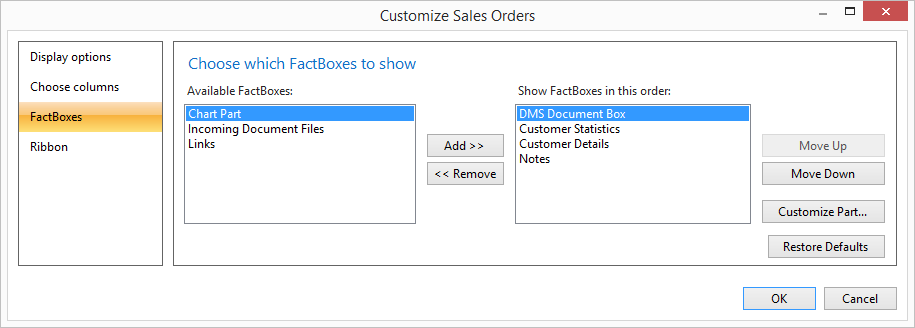 Customize Sales Orders
Display options
Choose columns
FactBoxes
Ribbon
Choose which FactBoxes to show
Available FactBoxes:
Chart Part
Incoming Document Files
Links
Add >>
<< Remove
Show FactBoxes in this order:
DMS Document Box
Customer Statistics
Customer Details
Notes
Move Up
Move Down
Customize Part...
Restore Defaults
OK
Cancel